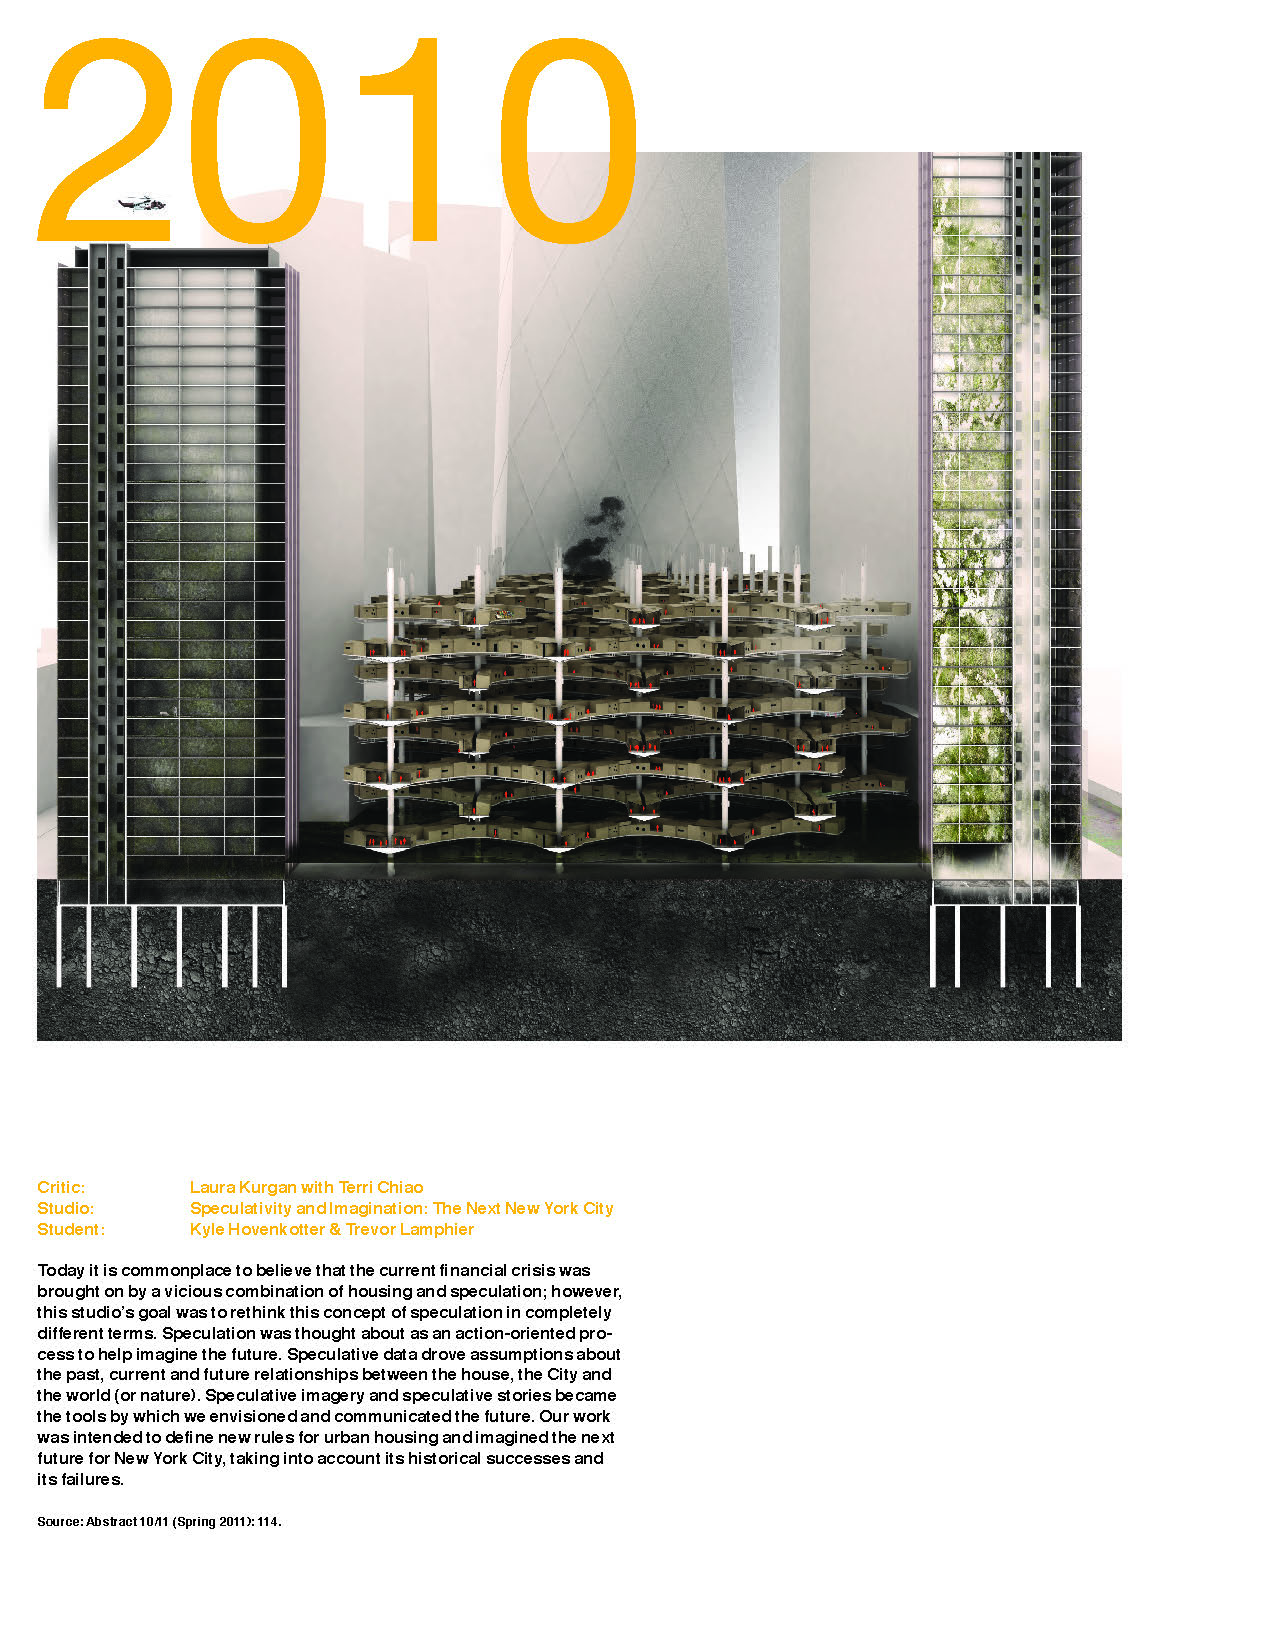 2010
Critic: Laura Kurgan with Terri Chiao
Studio: Speculativity and Imagination: The Next New York City
Student: Kyle Hovenkotter & Trevor Lamphier
Today it is commonplace to believe that the current financial crisis was
brought on by a vicious combination of housing and speculation; however,
this studio's goal was to rethink this concept of speculation in completely
different terms. Speculation was thought about as an action-oriented pro-
cess to help imagine the future. Speculative data drove assumptions about
the past, current and future relationships between the house, the City and
the world (or nature). Speculative imagery and speculative stories became
the tools by which we envisioned and communicated the future. Our work
was intended to define new rules for urban housing and imagined the next
future for New York City, taking into account its historical successes and
its failures.
Source: Abstract 10/11 (Spring 2011): 114.